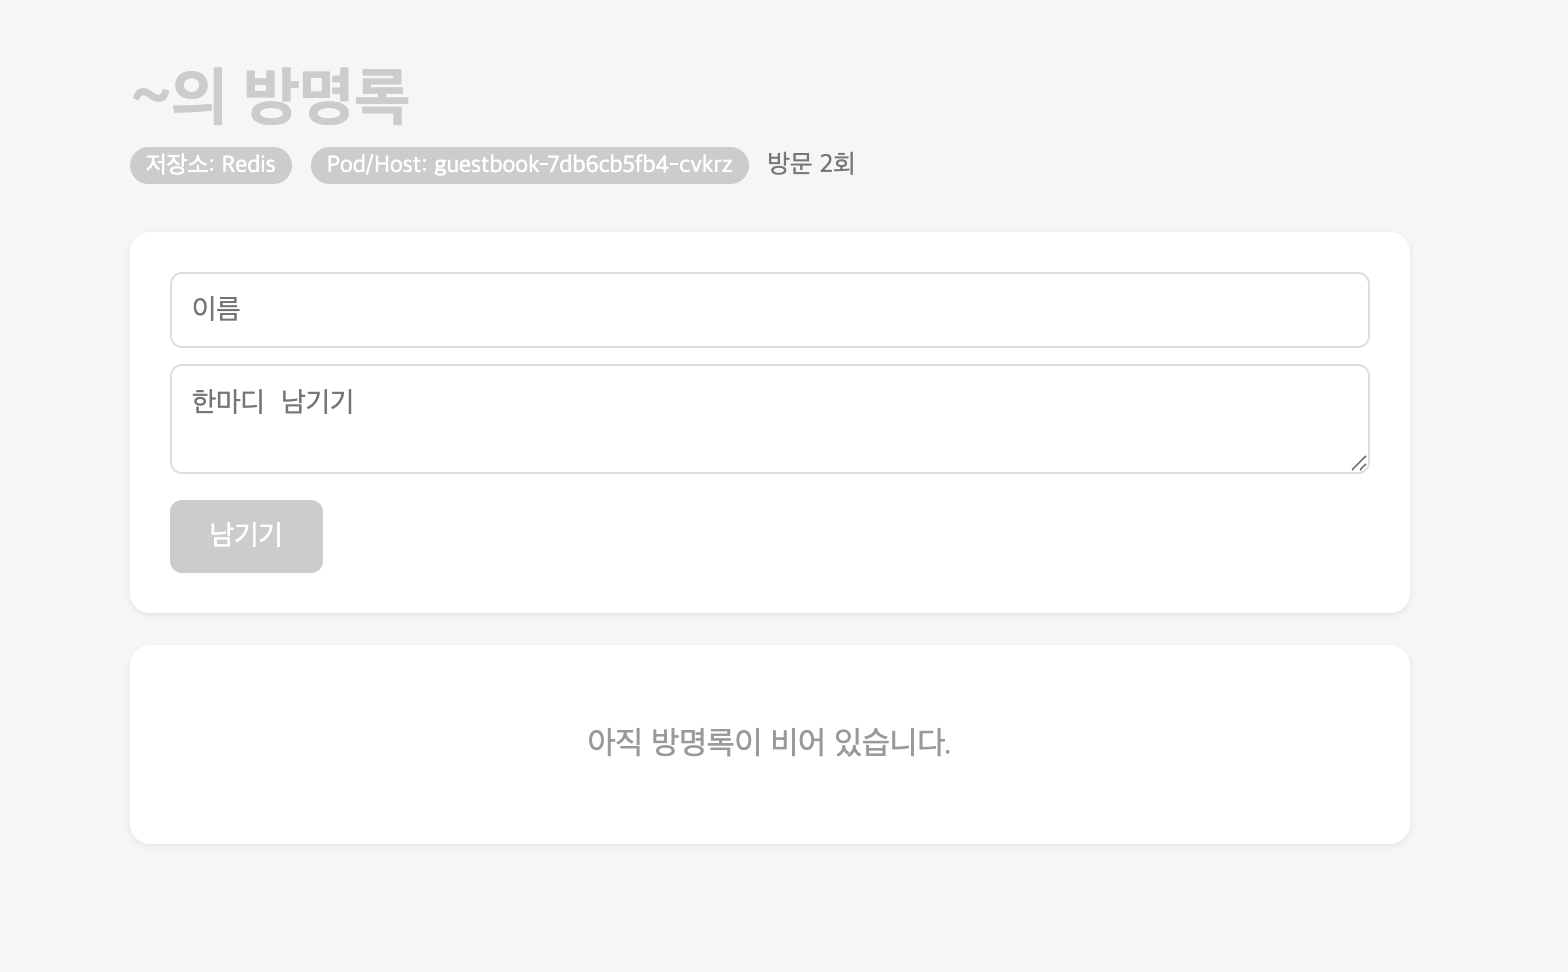 ~의 방명록
저장소: Redis Pod/Host: guestbook-7db6cb5fb4-cvkrz 방문 2회
이름
한마디 남기기
남기기
아직 방명록이 비어 있습니다.